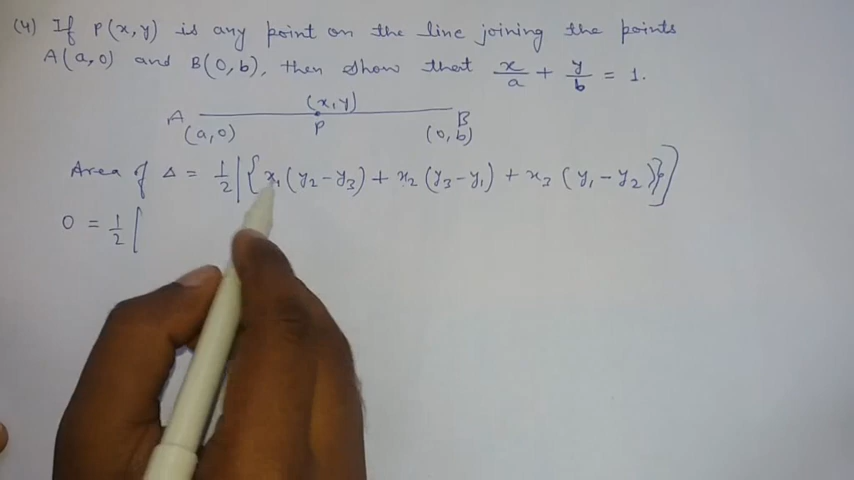 (4) If P(x,y) is any point on the line joining the points
A(a,0) and B(0,b), then show that x/a + y/b = 1.
(x,y)
A B
P
(a,0) (0,b)
Area of Δ = 1/2 |{x₁(y₂-y₃) + x₂(y₃-y₁) + x₃(y₁-y₂)}]
0 = 1/2 [